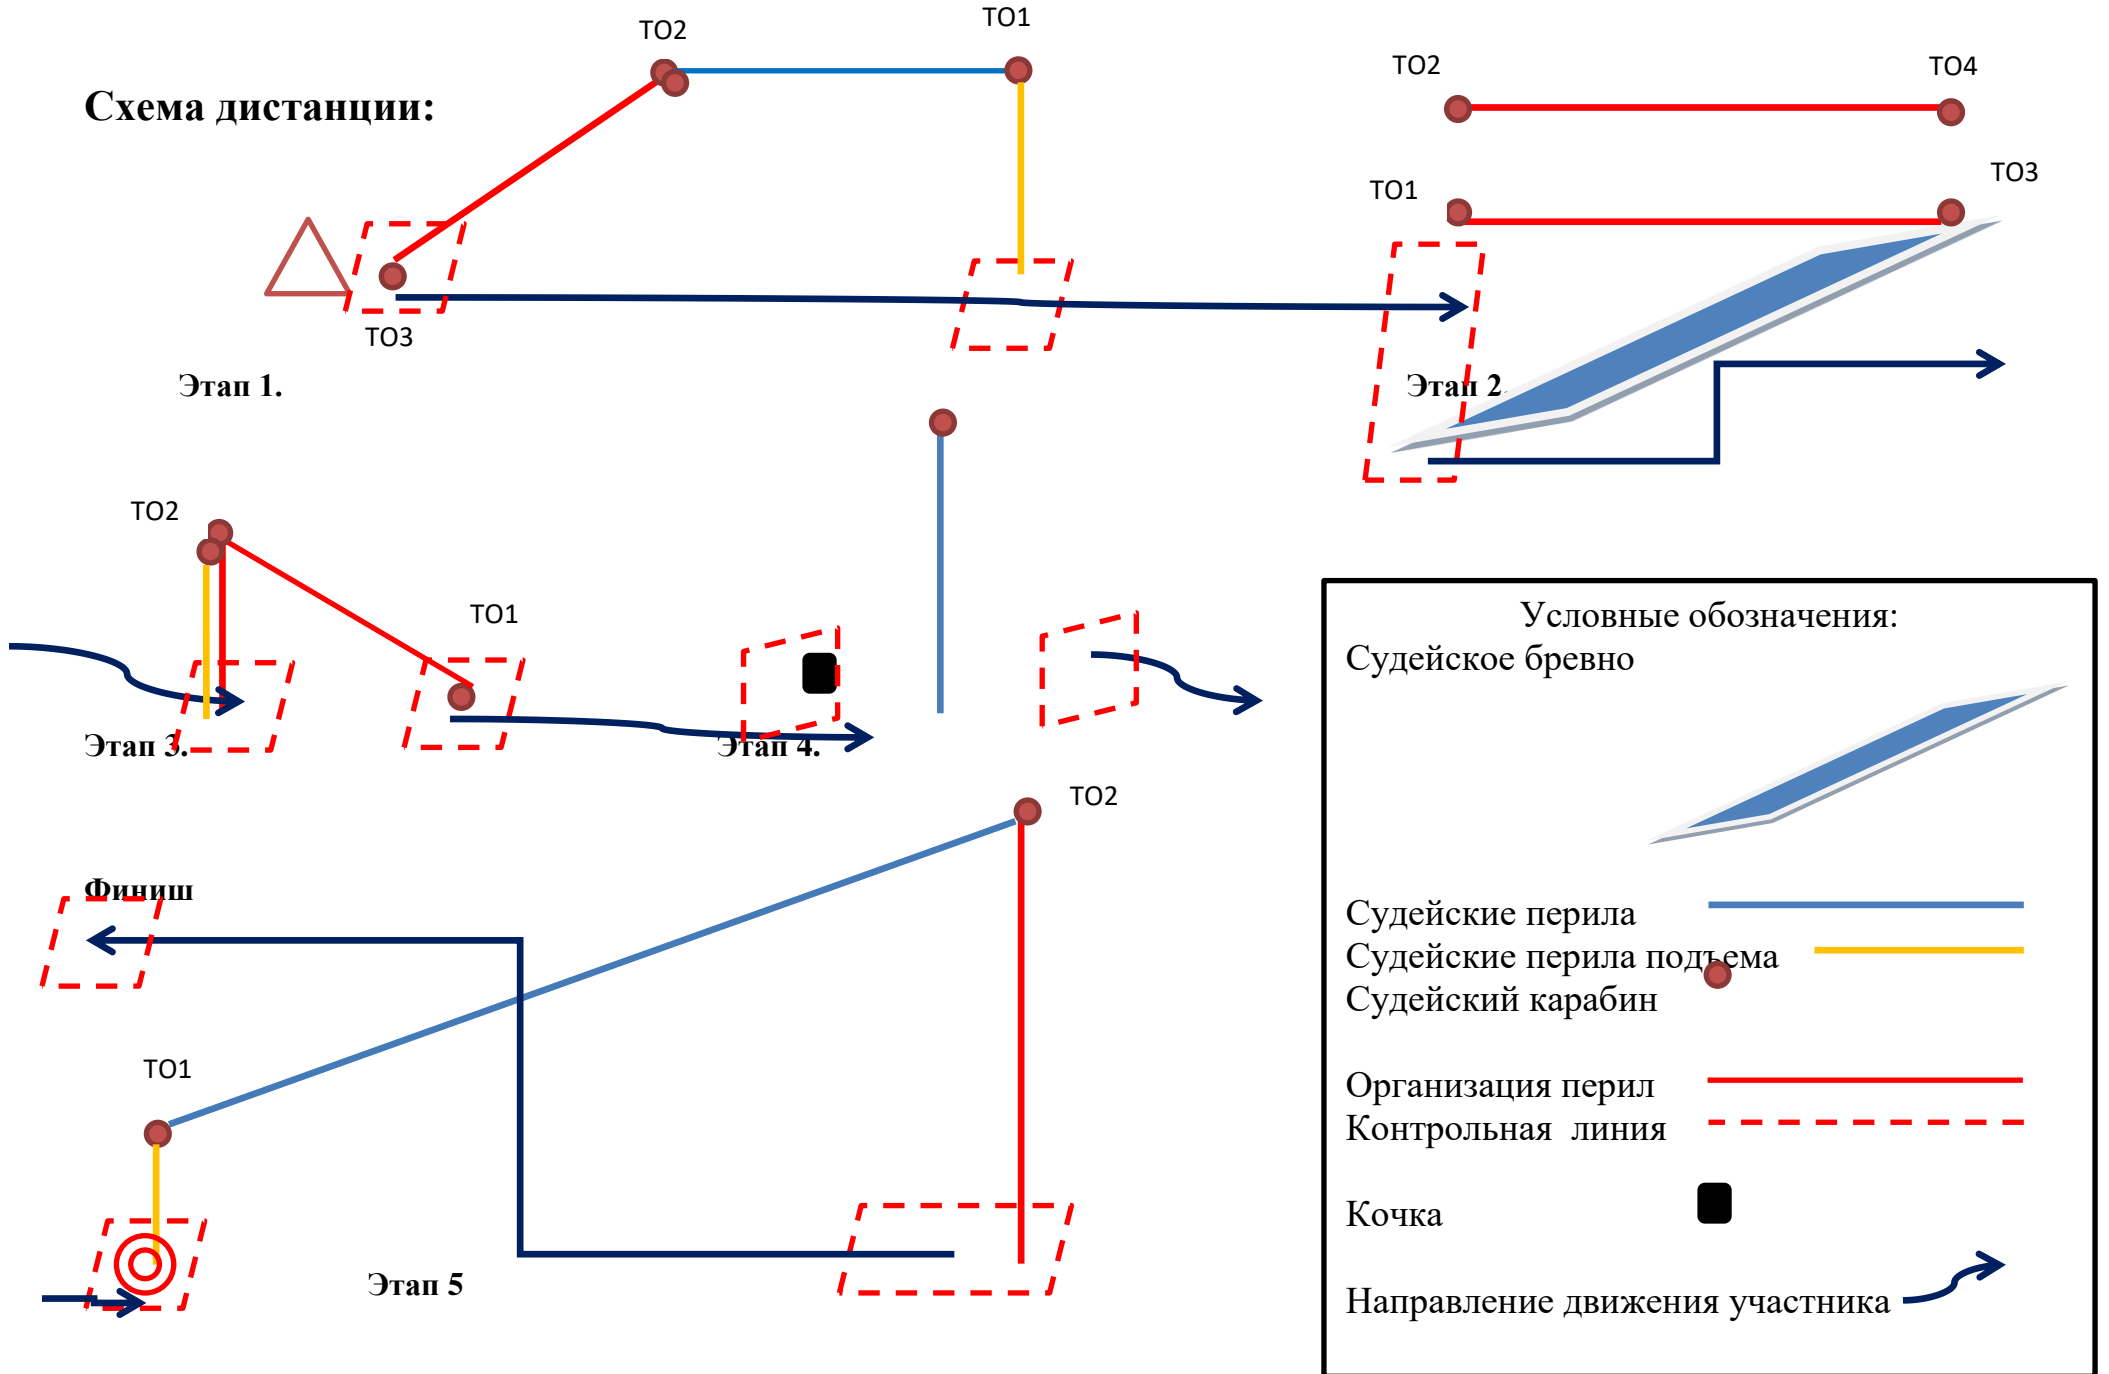 ТО2
ТО1
Схема дистанции:
ТО3
Этап 1.
ТО2
ТО4
ТО1
ТО3
Этап 2.
ТО2
ТО1
Этап 3.
Этап 4.
ТО2
Финиш
ТО1
Этап 5
Условные обозначения:
Судейское бревно
Судейские перила
Судейские перила подъема
Судейский карабин
Организация перил
Контрольная линия
Кочка
Направление движения участника